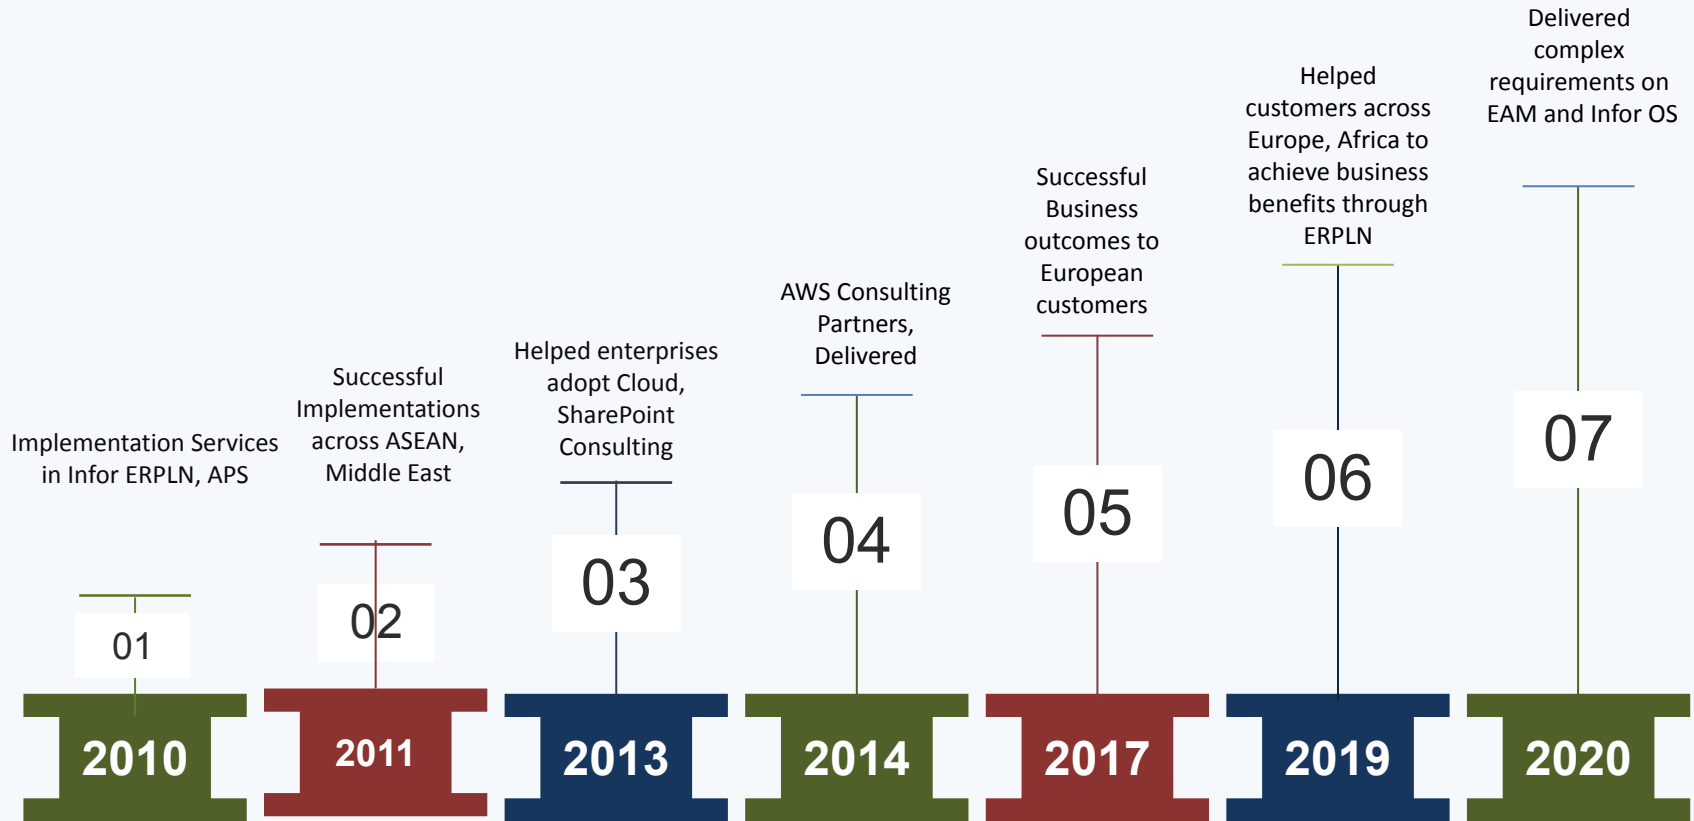 Implementation Services
in Infor ERPLN, APS
01
2010
Successful
Implementations
across ASEAN,
Middle East
02
2011
Helped enterprises
adopt Cloud,
SharePoint
Consulting
03
2013
AWS Consulting
Partners,
Delivered
04
2014
Successful
Business
outcomes to
European
customers
05
2017
Helped
customers across
Europe, Africa to
achieve business
benefits through
ERPLN
06
2019
Delivered
complex
requirements on
EAM and Infor OS
07
2020